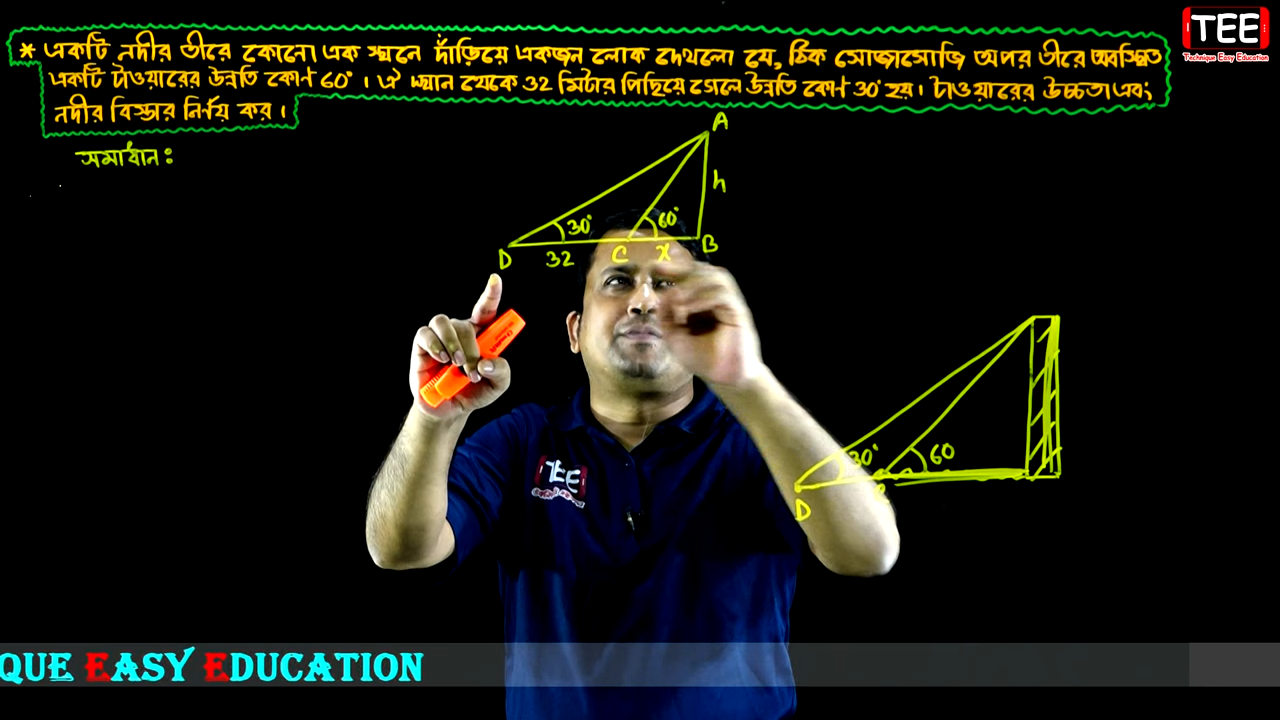 * একটি নদীর তীরে কোনো এক স্থানে দাঁড়িয়ে একজন লোক দেখলো যে, ঠিক সোজাসোজি অপর তীরে অবস্থিত
একটি টাওয়ারের উন্নতি কোণ 60°। ঐ স্থান থেকে 32 মিটার পিছিয়ে গেলে উন্নতি কোণ 30° হয়। টাওয়ারের উচ্চতা এবং
নদীর বিস্তার নির্ণয় কর।
সমাধান:
TEE
Technique Easy Education
A
h
30°
60°
D
32
C
x
B
TEE
30°
60
D
QUE EASY EDUCATION